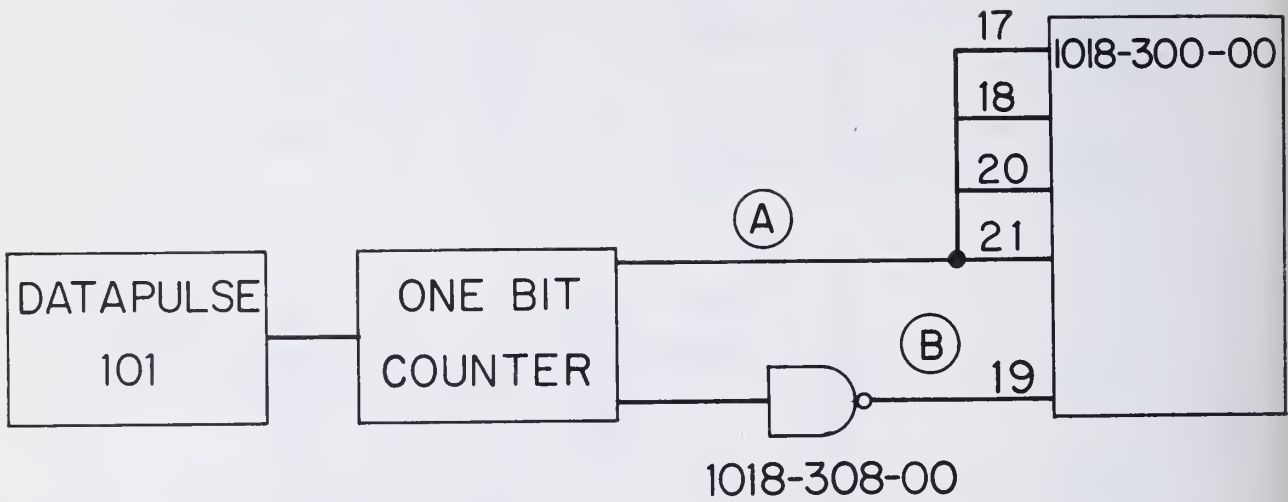 17
1018-300-00
18
20
A
21
DATAPULSE
101
ONE BIT
COUNTER
B
19
1018-308-00